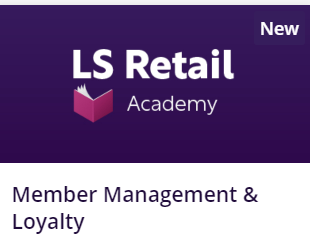 New
LS Retail
Academy
Member Management &
Loyalty